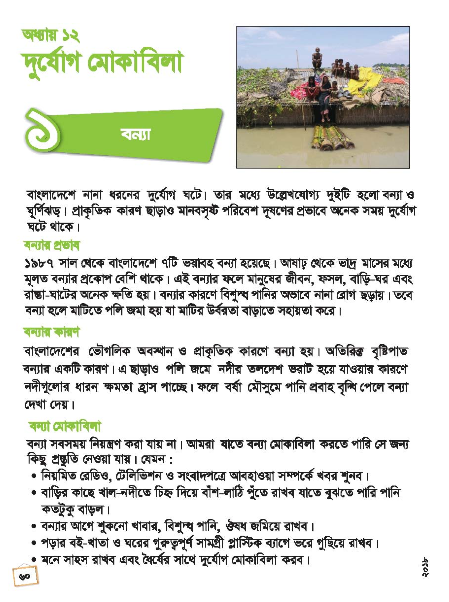 অধ্যায় ১২
দুর্যোগ মোকাবিলা
১
বন্যা
বাংলাদেশে নানা ধরনের দুর্যোগ ঘটে। তার মধ্যে উল্লেখযোগ্য দুইটি হলো বন্যা ও
ঘূর্ণিঝড়। প্রাকৃতিক কারণ ছাড়াও মানবসৃষ্ট পরিবেশ দূষণের প্রভাবে অনেক সময় দুর্যোগ
ঘটে থাকে।
বন্যার প্রভাব
১৯৮৭ সাল থেকে বাংলাদেশে ৭টি ভয়াবহ বন্যা হয়েছে। আষাঢ় থেকে ভাদ্র মাসের মধ্যে
মূলত বন্যার প্রকোপ বেশি থাকে। এই বন্যার ফলে মানুষের জীবন, ফসল, বাড়ি-ঘর এবং
রাস্তা-ঘাটের অনেক ক্ষতি হয়। বন্যার কারণে বিশুদ্ধ পানির অভাবে নানা রোগ ছড়ায়। তবে
বন্যা হলে মাটিতে পলি জমা হয় যা মাটির উর্বরতা বাড়াতে সহায়তা করে।
বন্যার কারণ
বাংলাদেশের ভৌগলিক অবস্থান ও প্রাকৃতিক কারণে বন্যা হয়। অতিরিক্ত বৃষ্টিপাত
বন্যার একটি কারণ। এ ছাড়াও পলি জমে নদীর তলদেশ ভরাট হয়ে যাওয়ার কারণে
নদীগুলোর ধারন ক্ষমতা হ্রাস পাচ্ছে। ফলে বর্ষা মৌসুমে পানি প্রবাহ বৃদ্ধি পেলে বন্যা
দেখা দেয়।
বন্যা মোকাবিলা
বন্যা সবসময় নিয়ন্ত্রণ করা যায় না। আমরা যাতে বন্যা মোকাবিলা করতে পারি সে জন্য
কিছু প্রস্তুতি নেওয়া যায়। যেমন :
• নিয়মিত রেডিও, টেলিভিশন ও সংবাদপত্রে আবহাওয়া সম্পর্কে খবর শুনব।
• বাড়ির কাছে খাল-নদীতে চিহ্ন দিয়ে বাঁশ-লাঠি পুঁতে রাখব যাতে বুঝতে পারি পানি
কতটুকু বাড়ল।
• বন্যার আগে শুকনো খাবার, বিশুদ্ধ পানি, ঔষধ জমিয়ে রাখব।
• পড়ার বই-খাতা ও ঘরের গুরুত্বপূর্ণ সামগ্রী প্লাস্টিক ব্যাগে ভরে গুছিয়ে রাখব।
• মনে সাহস রাখব এবং ধৈর্যের সাথে দুর্যোগ মোকাবিলা করব।
৬০
২০১৮